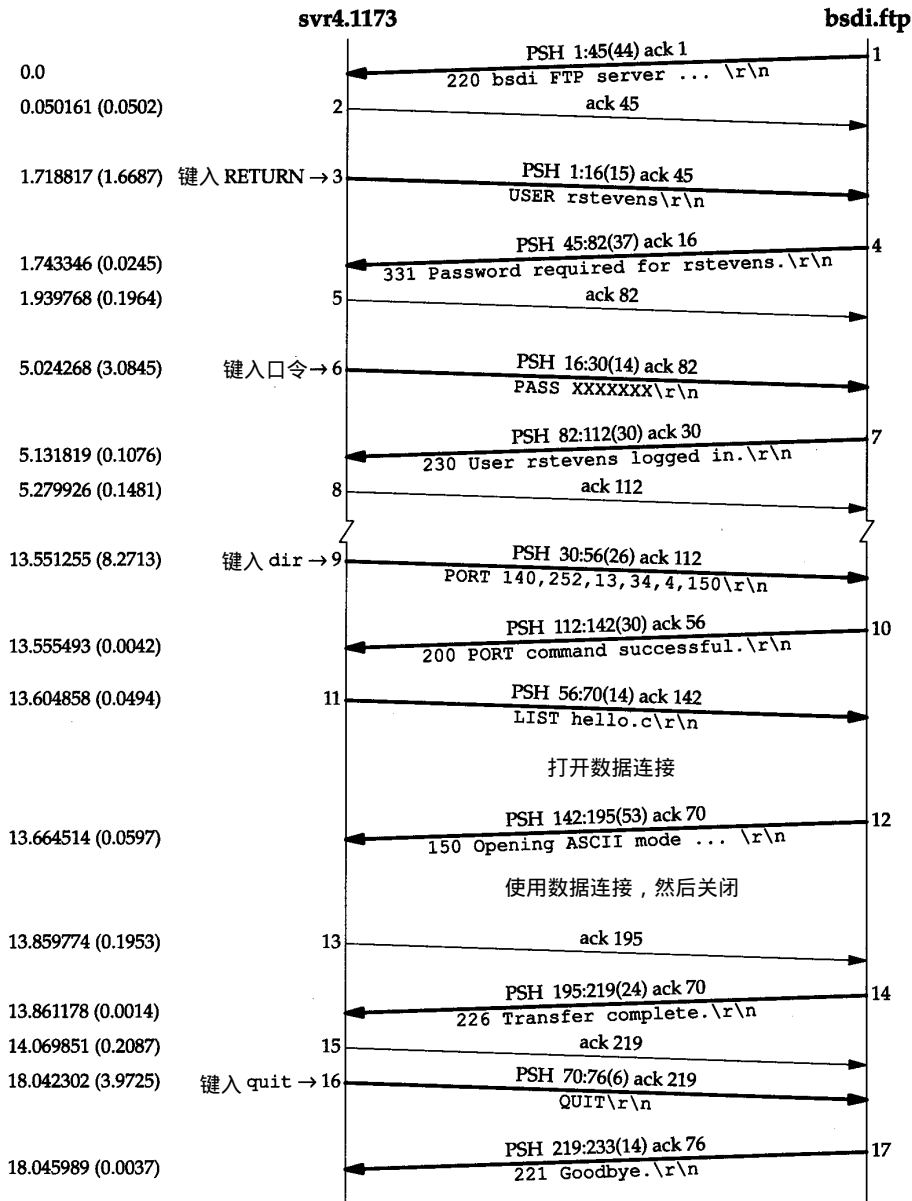 svr4.1173 bsdi.ftp
PSH 1:45(44) ack 1 1
0.0 220 bsdi FTP server ... \r\n
0.050161 (0.0502) 2 ack 45
1.718817 (1.6687) 键入 RETURN →3 PSH 1:16(15) ack 45
USER rstevens\r\n
PSH 45:82(37) ack 16 4
1.743346 (0.0245) 331 Password required for rstevens.\r\n
1.939768 (0.1964) 5 ack 82
5.024268 (3.0845) 键入口令→6 PSH 16:30(14) ack 82
PASS XXXXXXX\r\n
PSH 82:112(30) ack 30 7
5.131819 (0.1076) 230 User rstevens logged in.\r\n
5.279926 (0.1481) 8 ack 112
13.551255 (8.2713) 键入 dir →9 PSH 30:56(26) ack 112
PORT 140,252,13,34,4,150\r\n
PSH 112:142(30) ack 56 10
13.555493 (0.0042) 200 PORT command successful.\r\n
13.604858 (0.0494) 11 PSH 56:70(14) ack 142
LIST hello.c\r\n
打开数据连接
PSH 142:195(53) ack 70 12
13.664514 (0.0597) 150 Opening ASCII mode ... \r\n
使用数据连接，然后关闭
13.859774 (0.1953) 13 ack 195
PSH 195:219(24) ack 70 14
13.861178 (0.0014) 226 Transfer complete.\r\n
14.069851 (0.2087) 15 ack 219
18.042302 (3.9725) 键入 quit →16 PSH 70:76(6) ack 219
QUIT\r\n
PSH 219:233(14) ack 76 17
18.045989 (0.0037) 221 Goodbye.\r\n